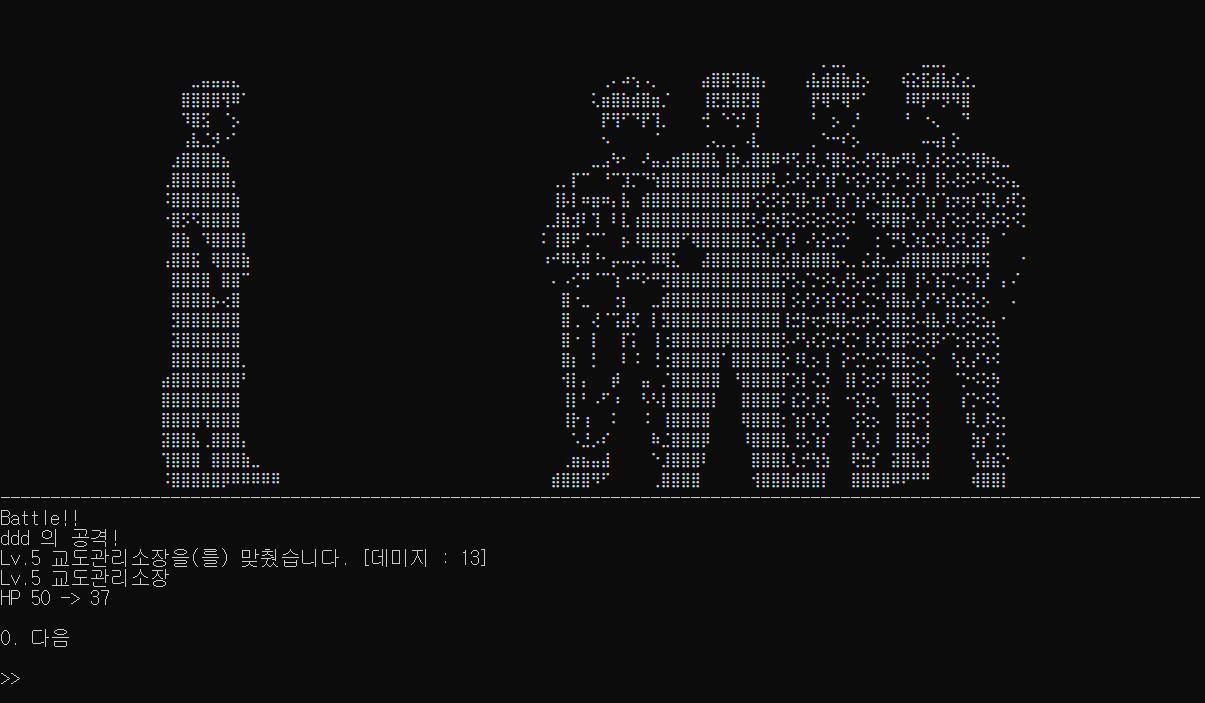 Battle!!
ddd 의 공격!
Lv.5 교도관리소장을(를) 맞췄습니다. [데미지 : 13]
Lv.5 교도관리소장
HP 50 -> 37
0. 다음
>>